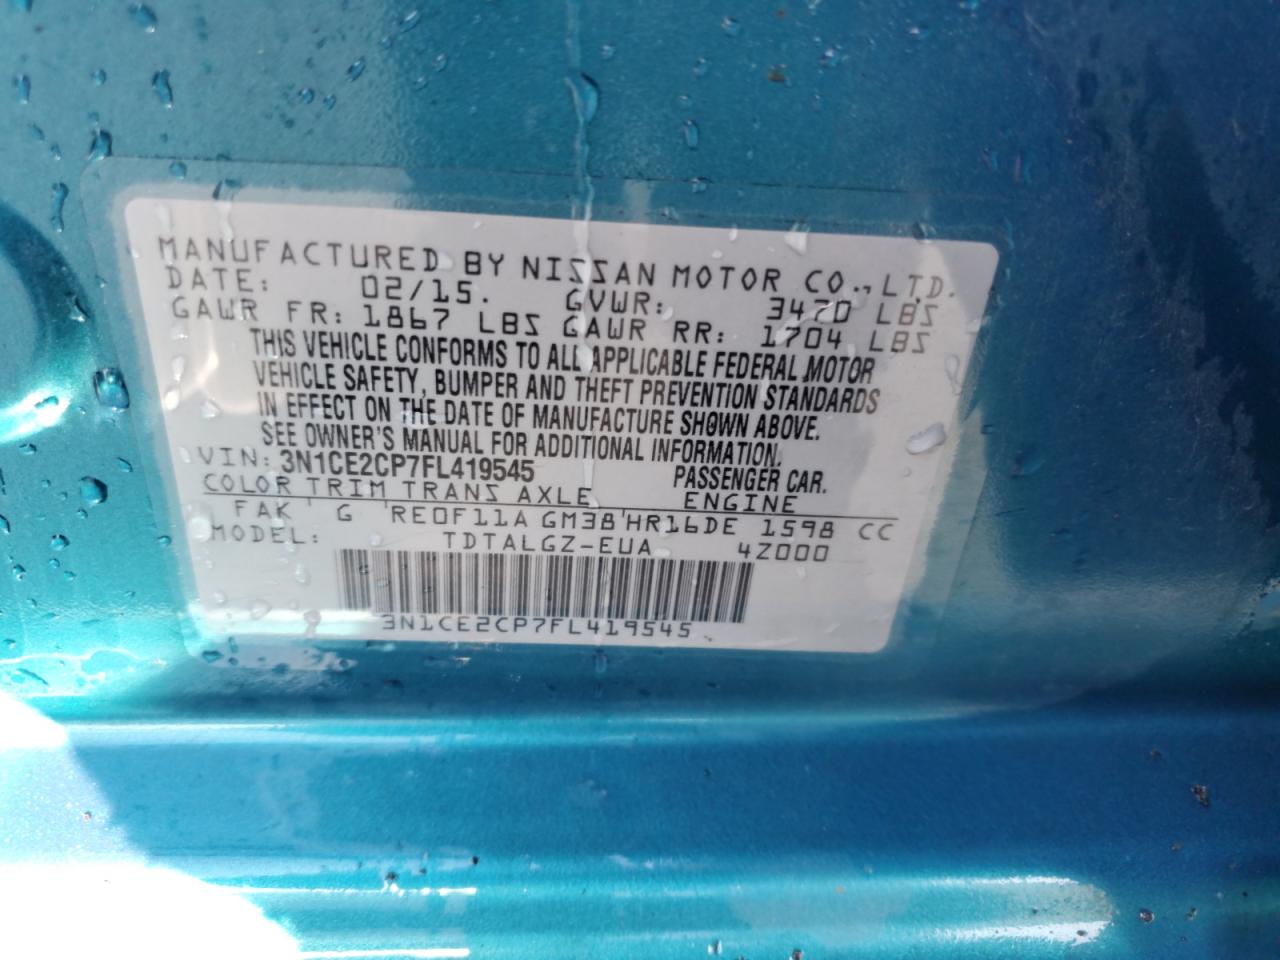 MANUFACTURED BY NISSAN MOTOR CO., LTD.
DATE: 02/15. GVWR: 3470 LBS
GAWR FR: 1867 LBS GAWR RR: 1704 LBS
THIS VEHICLE CONFORMS TO ALL APPLICABLE FEDERAL MOTOR
VEHICLE SAFETY, BUMPER AND THEFT PREVENTION STANDARDS
IN EFFECT ON THE DATE OF MANUFACTURE SHOWN ABOVE.
SEE OWNER'S MANUAL FOR ADDITIONAL INFORMATION.
VIN: 3N1CE2CP7FL419545 PASSENGER CAR.
COLOR TRIM TRANS AXLE ENGINE
FAK ' G 'RE0F11A GM38'HR16DE 1598 CC
MODEL: TDTALGZ-EUA 4Z000
3N1CE2CP7FL419545